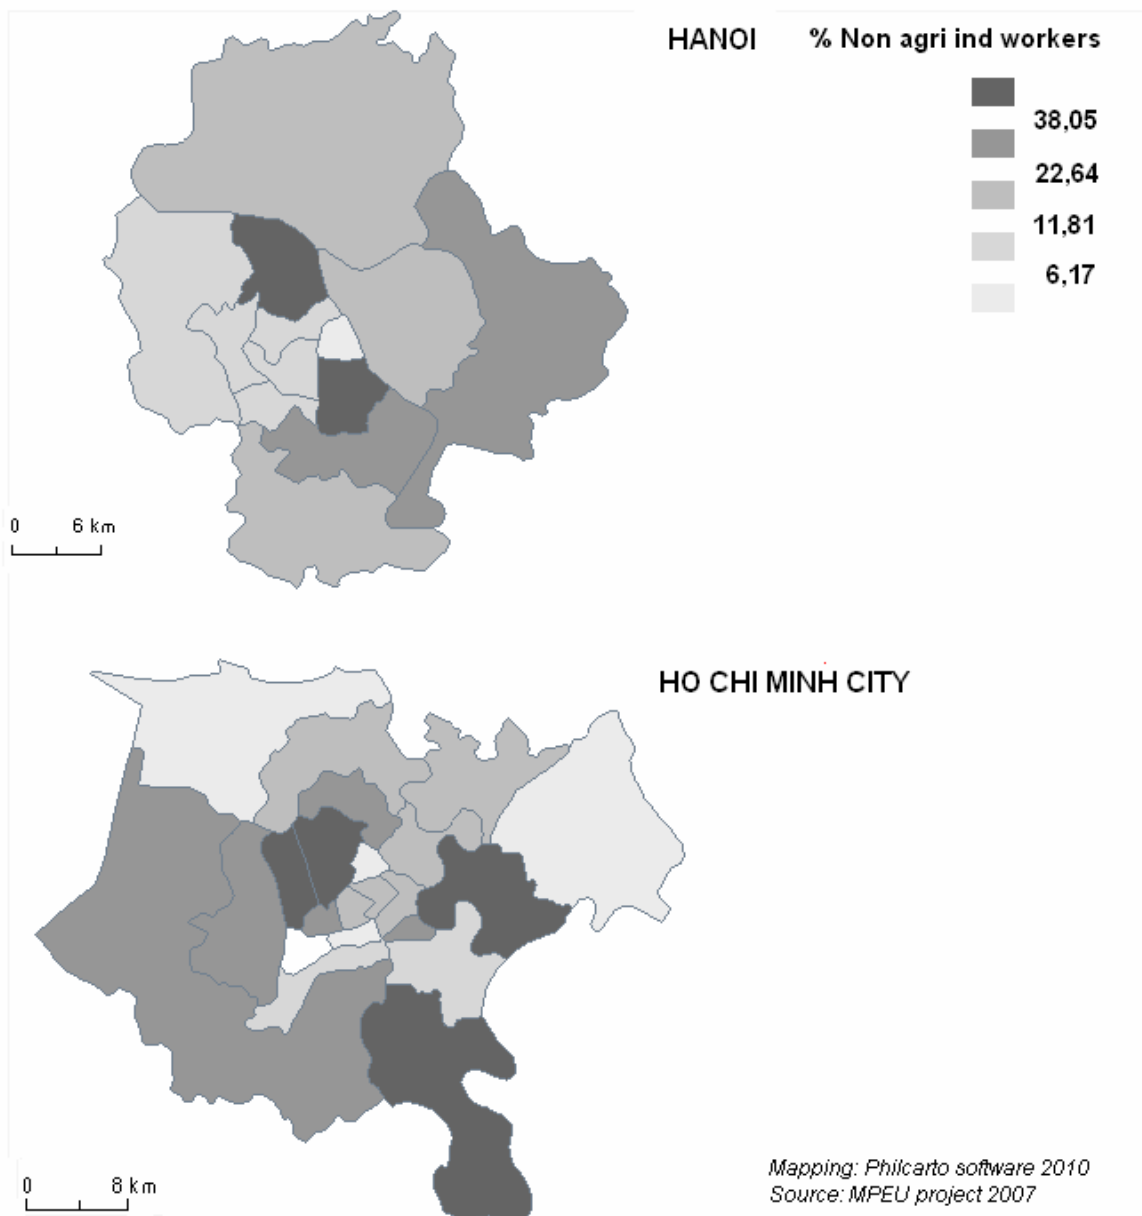 HANOI
% Non agri ind workers
38,05
22,64
11,81
6,17
0 6 km
HO CHI MINH CITY
0 8 km
Mapping: Philcarto software 2010
Source: MPEU project 2007